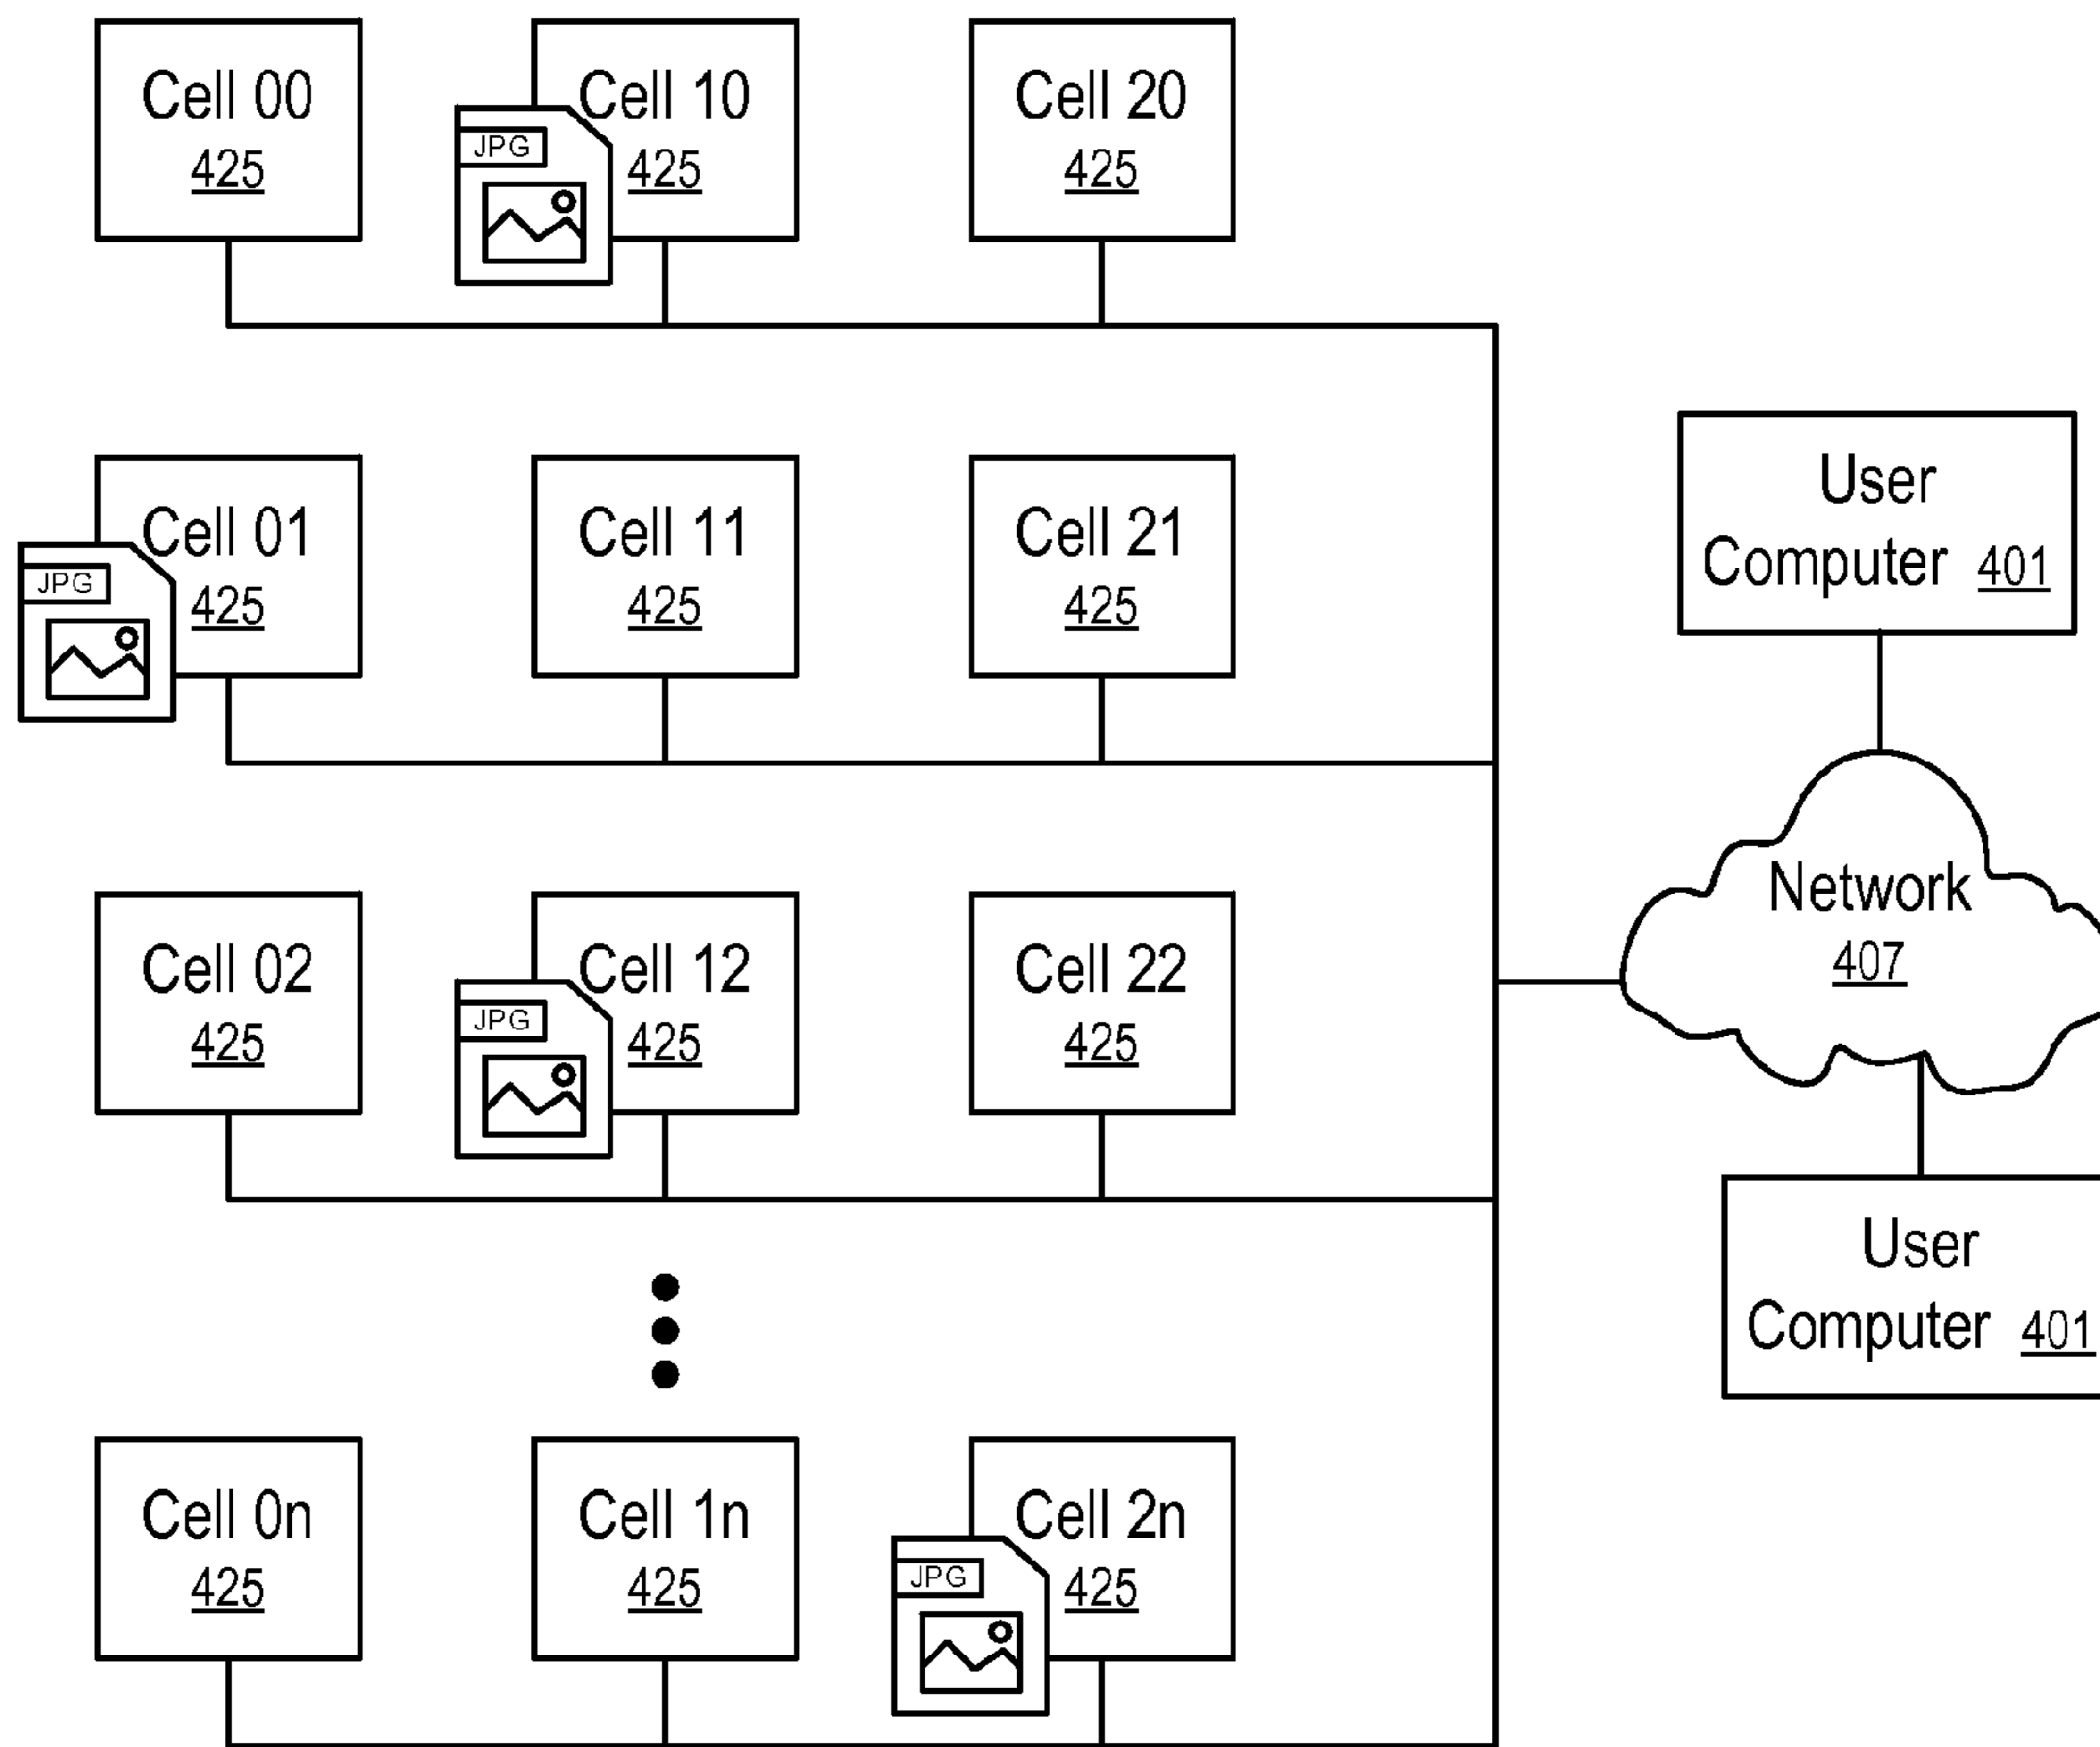 Cell 00
425
Cell 10
JPG
425
Cell 20
425
Cell 01
JPG
425
Cell 11
425
Cell 21
425
User
Computer 401
Cell 02
425
Cell 12
JPG
425
Cell 22
425
Network
407
User
Computer 401
Cell 0n
425
Cell 1n
425
Cell 2n
JPG
425